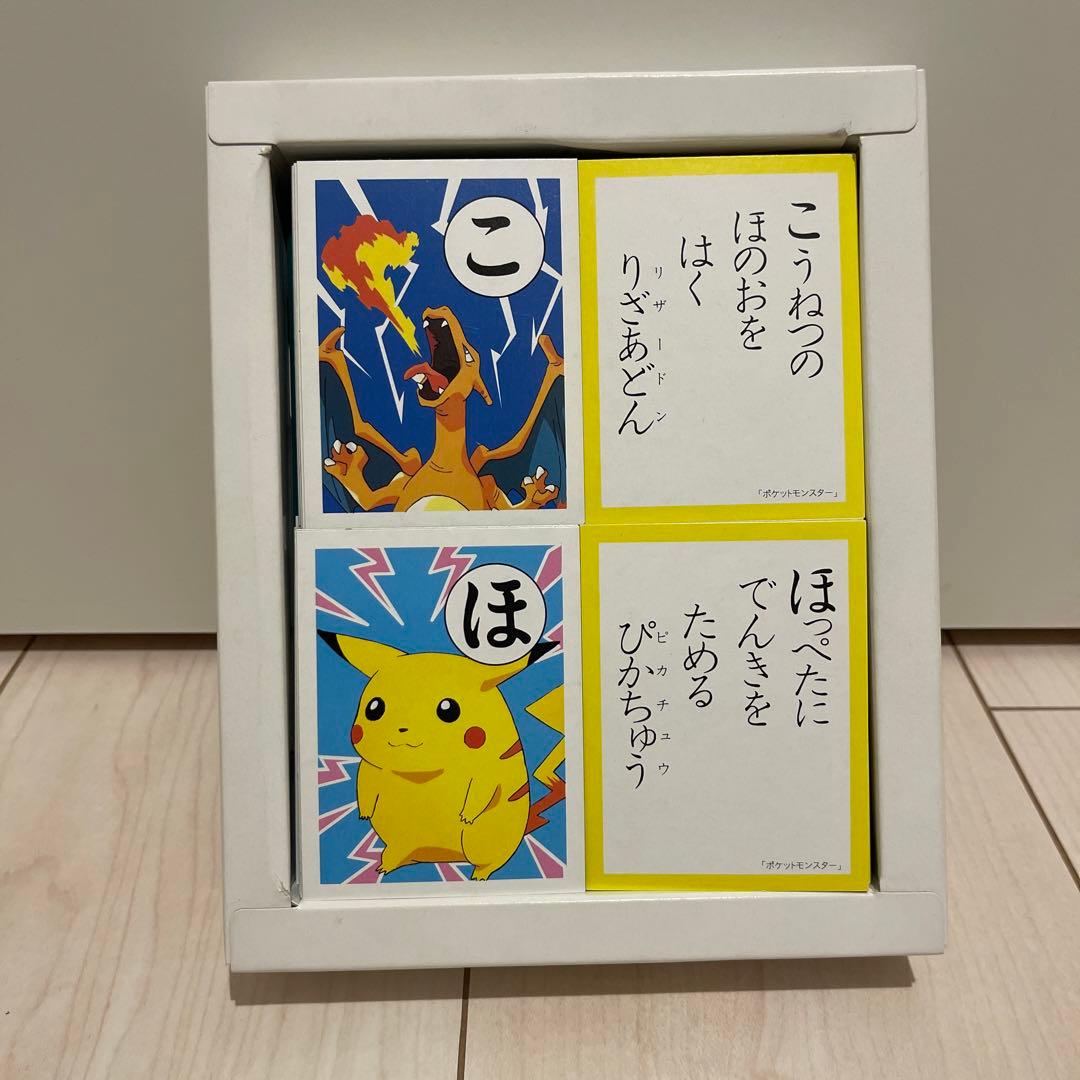 こ
こうねつの
ほのおを
はく
りざあどん
リザードン
「ポケットモンスター」
ほ
ほっぺたに
でんきを
ためる
ぴかちゅう
ピカチュウ
「ポケットモンスター」